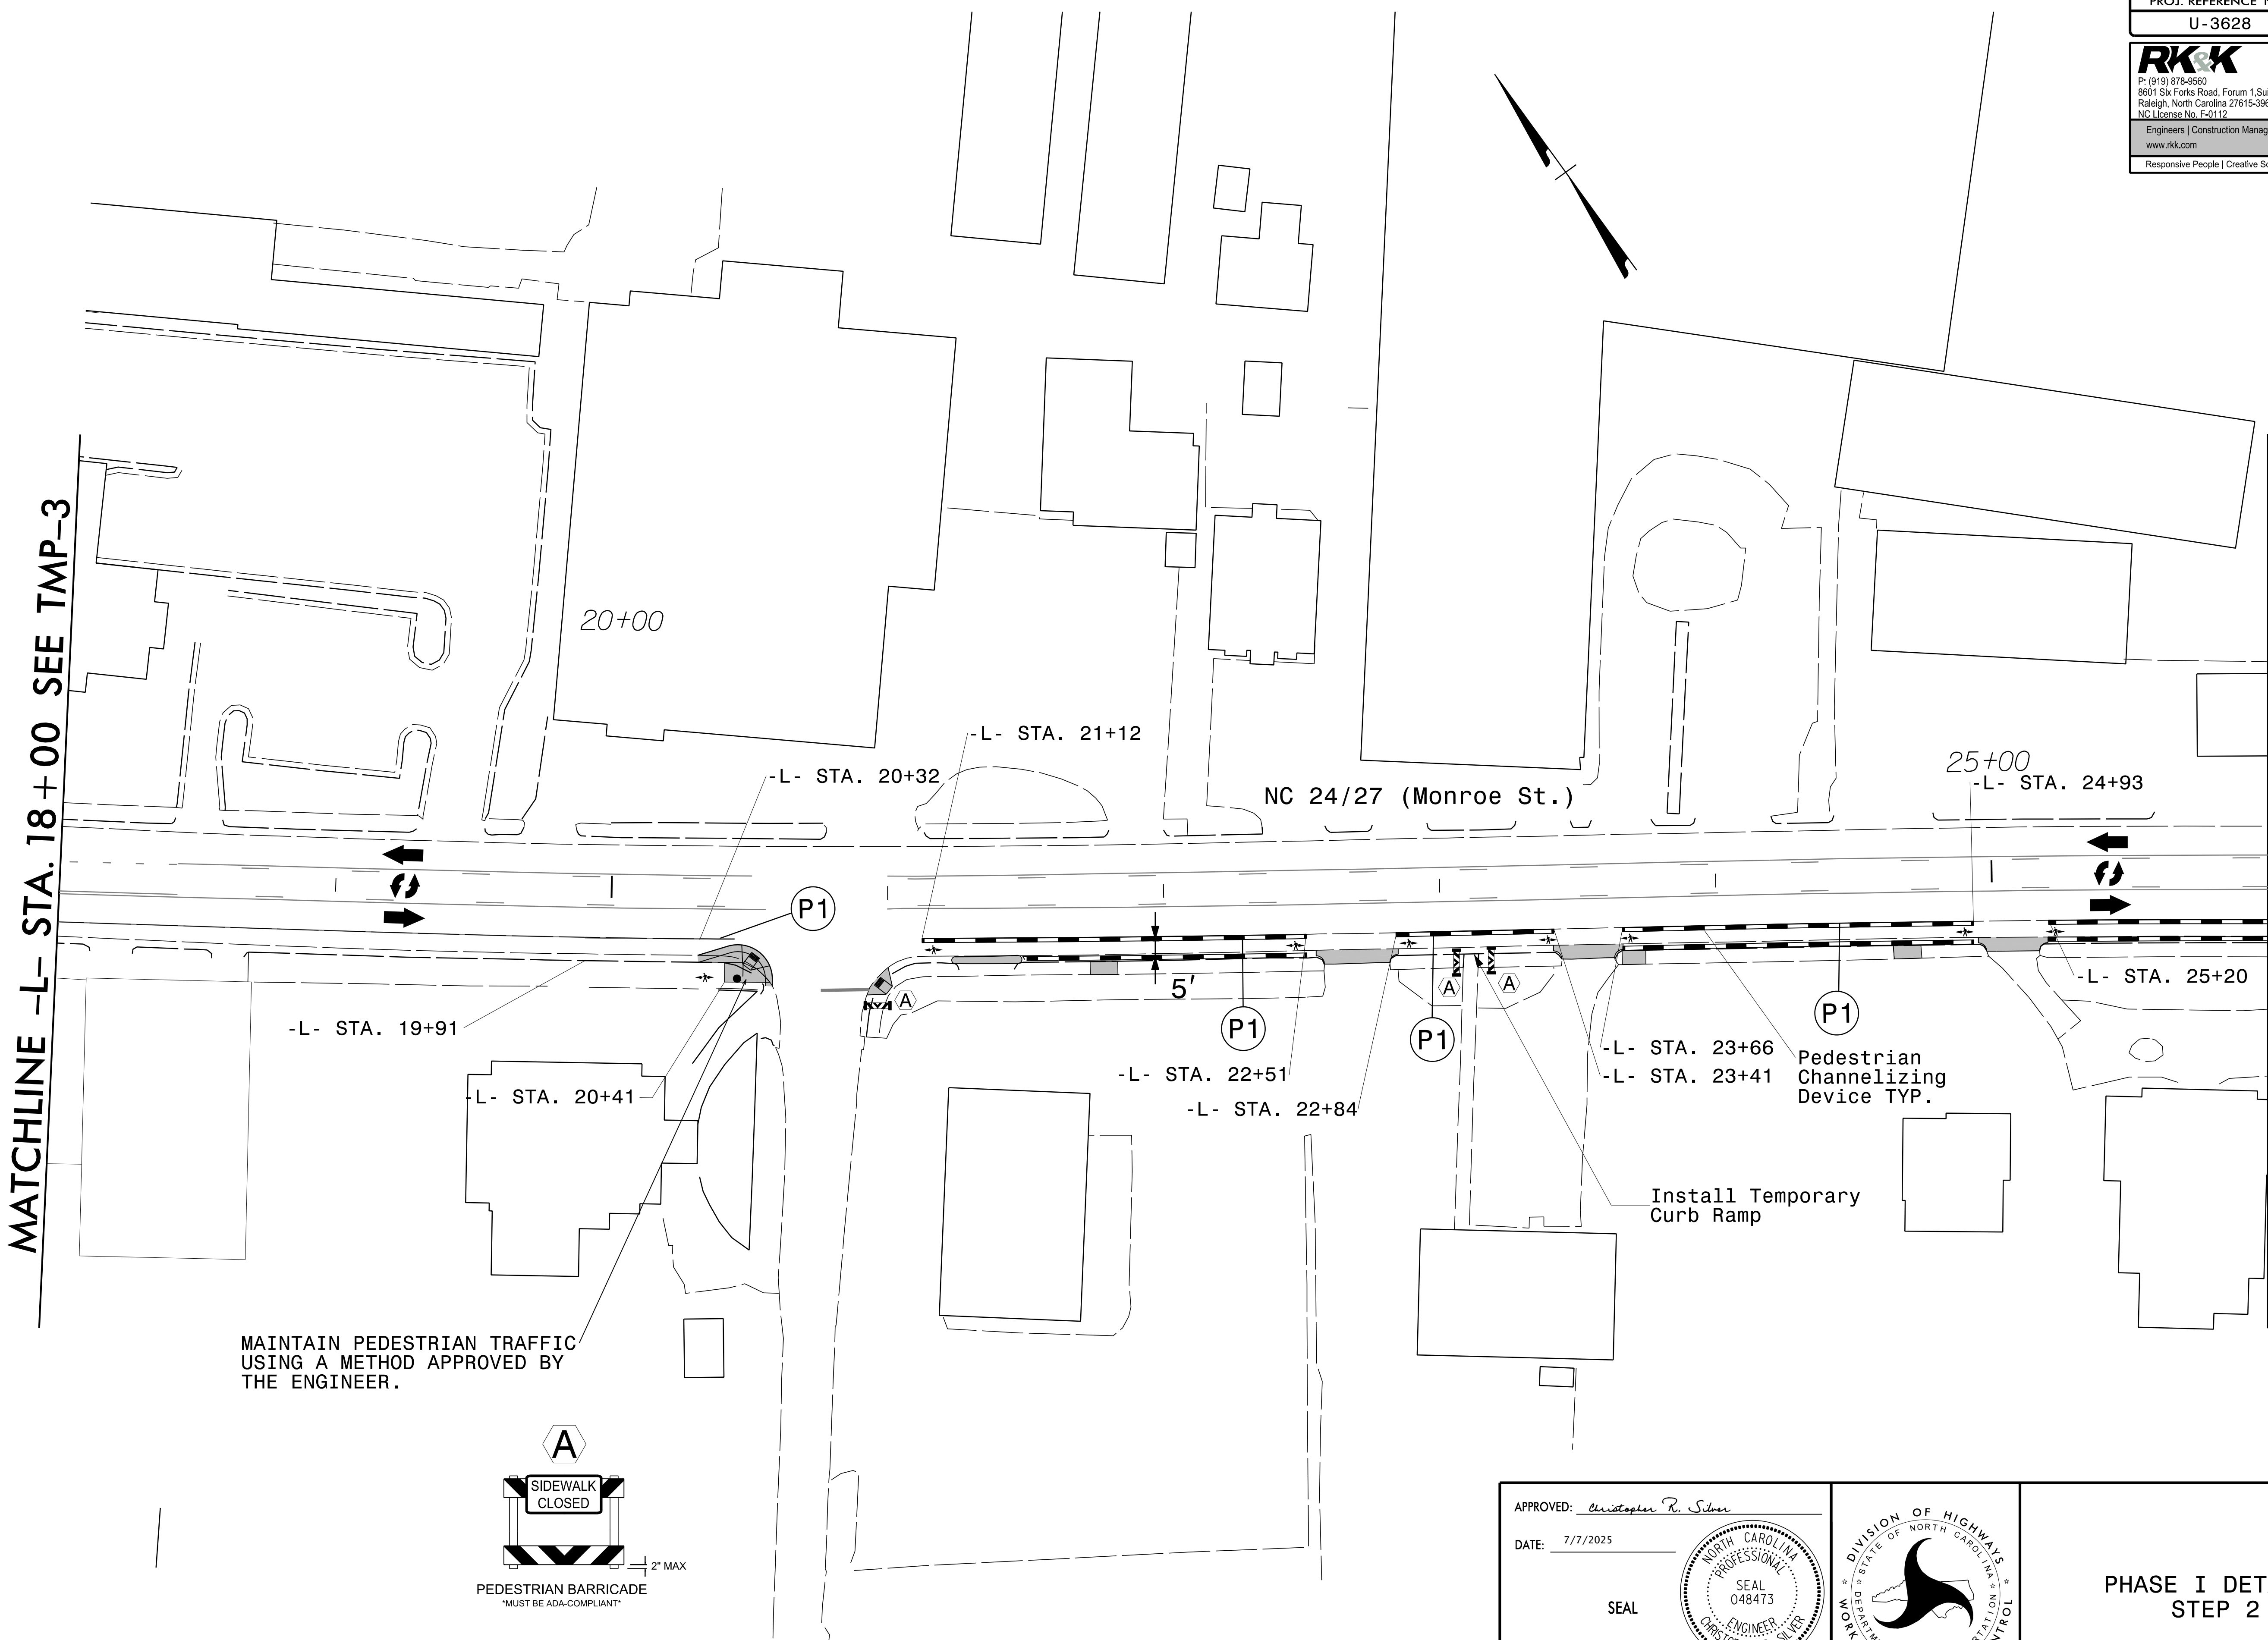 PROJ. REFERENCE
U-3628
RK&K
P: (919) 878-9560
8601 Six Forks Road, Forum 1,
Raleigh, North Carolina
NC License No. F-0112
Engineers | Construction
www.rkk.com
Responsive People | Creative
MATCHLINE -L- STA. 18+00 SEE TMP-3
20+00
-L- STA. 21+12
-L- STA. 20+32
NC 24/27 (Monroe St.)
25+00
-L- STA. 24+93
P1
5'
A
A
A
-L- STA. 25+20
-L- STA. 19+91
P1
P1
P1
-L- STA. 23+66
-L- STA. 23+41
Pedestrian
Channelizing
Device TYP.
-L- STA. 22+51
-L- STA. 20+41
-L- STA. 22+84
Install Temporary
Curb Ramp
MAINTAIN PEDESTRIAN TRAFFIC
USING A METHOD APPROVED BY
THE ENGINEER.
A
SIDEWALK
CLOSED
2" MAX
PEDESTRIAN BARRICADE
*MUST BE ADA-COMPLIANT*
APPROVED: Christopher R. Silver
DATE: 7/7/2025
SEAL
NORTH CAROLINA
PROFESSIONAL
SEAL
048473
ENGINEER
SILVER
DIVISION OF HIGHWAYS
STATE OF NORTH CAROLINA
PHASE I
STEP 2